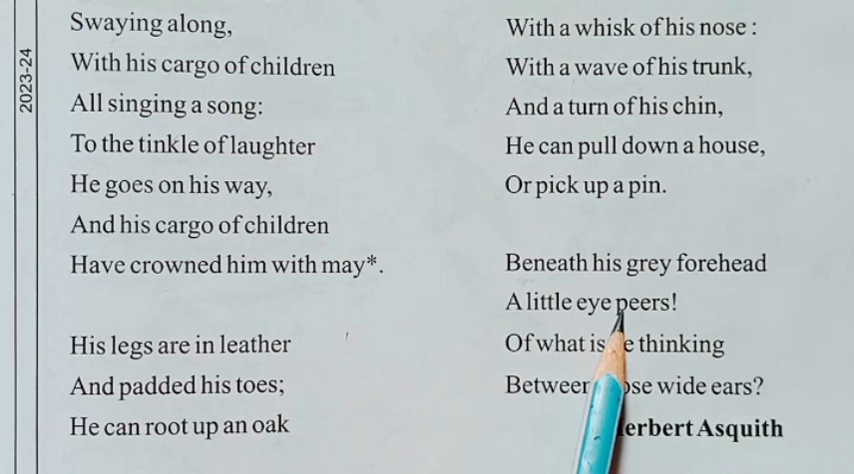 2023-24
Swaying along,
With his cargo of children
All singing a song:
To the tinkle of laughter
He goes on his way,
And his cargo of children
Have crowned him with may*.
His legs are in leather
And padded his toes;
He can root up an oak
With a whisk of his nose :
With a wave of his trunk,
And a turn of his chin,
He can pull down a house,
Or pick up a pin.
Beneath his grey forehead
A little eye peers!
Of what is thinking
wide ears?
Asquith